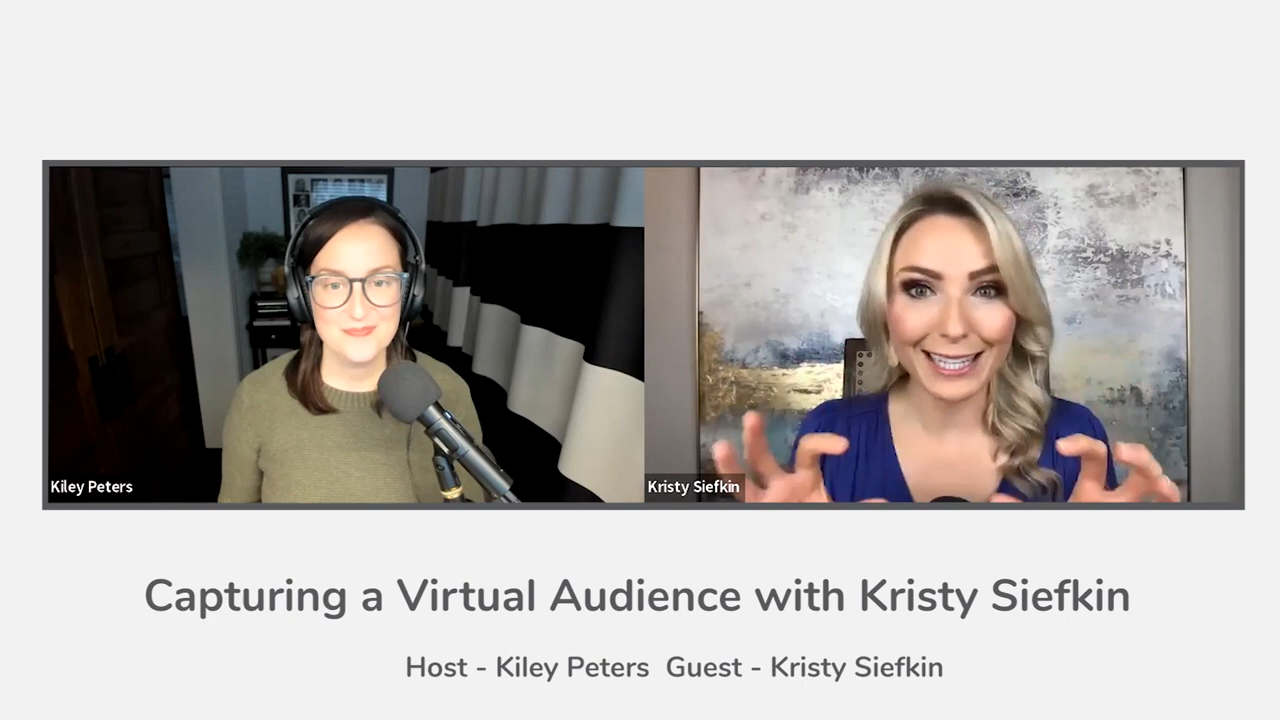 Kiley Peters
Kristy Siefkin
Capturing a Virtual Audience with Kristy Siefkin
Host - Kiley Peters Guest - Kristy Siefkin